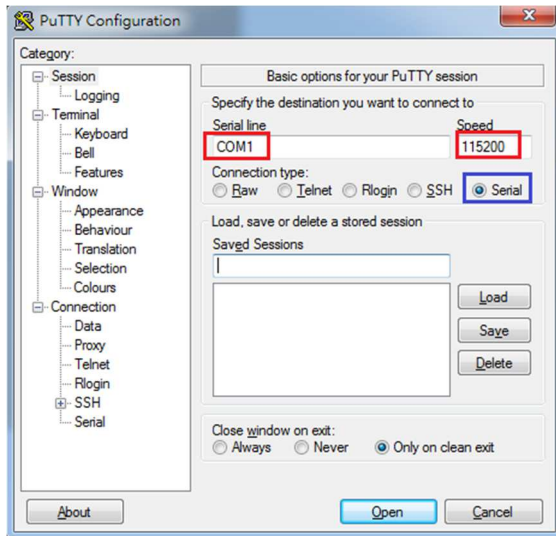 PuTTY Configuration
Category:
Session
Logging
Terminal
Keyboard
Bell
Features
Window
Appearance
Behaviour
Translation
Selection
Colours
Connection
Data
Proxy
Telnet
Rlogin
SSH
Serial
Basic options for your PuTTY session
Specify the destination you want to connect to
Serial line Speed
COM1 115200
Connection type:
Raw Telnet Rlogin SSH Serial
Load, save or delete a stored session
Saved Sessions
Load
Save
Delete
Close window on exit:
Always Never Only on clean exit
About Open Cancel